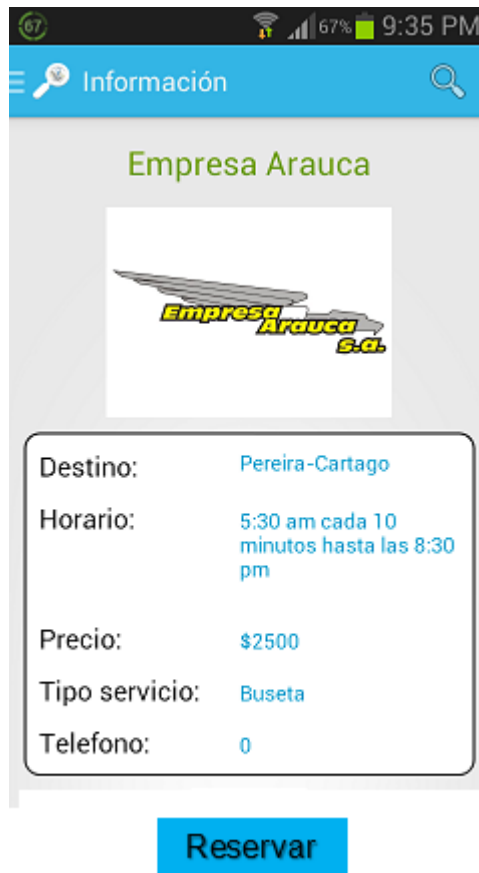 67 67% 9:35 PM
Información
Empresa Arauca
Empresa
Arauca
s.a.
Destino: Pereira-Cartago
Horario: 5:30 am cada 10
minutos hasta las 8:30
pm
Precio: $2500
Tipo servicio: Buseta
Telefono: 0
Reservar